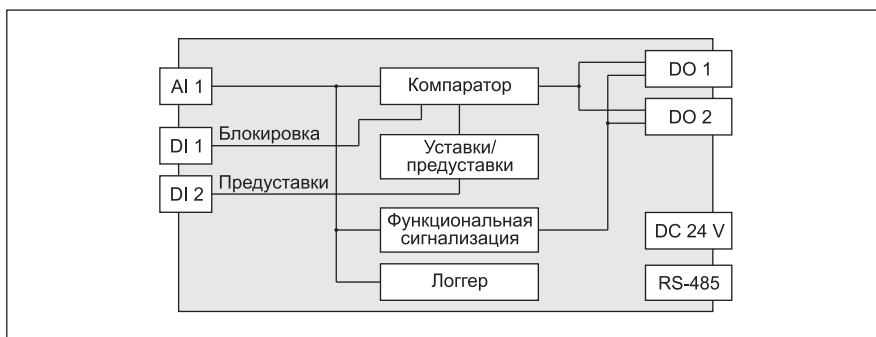 AI 1
Компаратор
DO 1
DO 2
DI 1
Блокировка
Уставки/
предуставки
DI 2
Предуставки
Функциональная
сигнализация
DC 24 V
Логгер
RS-485